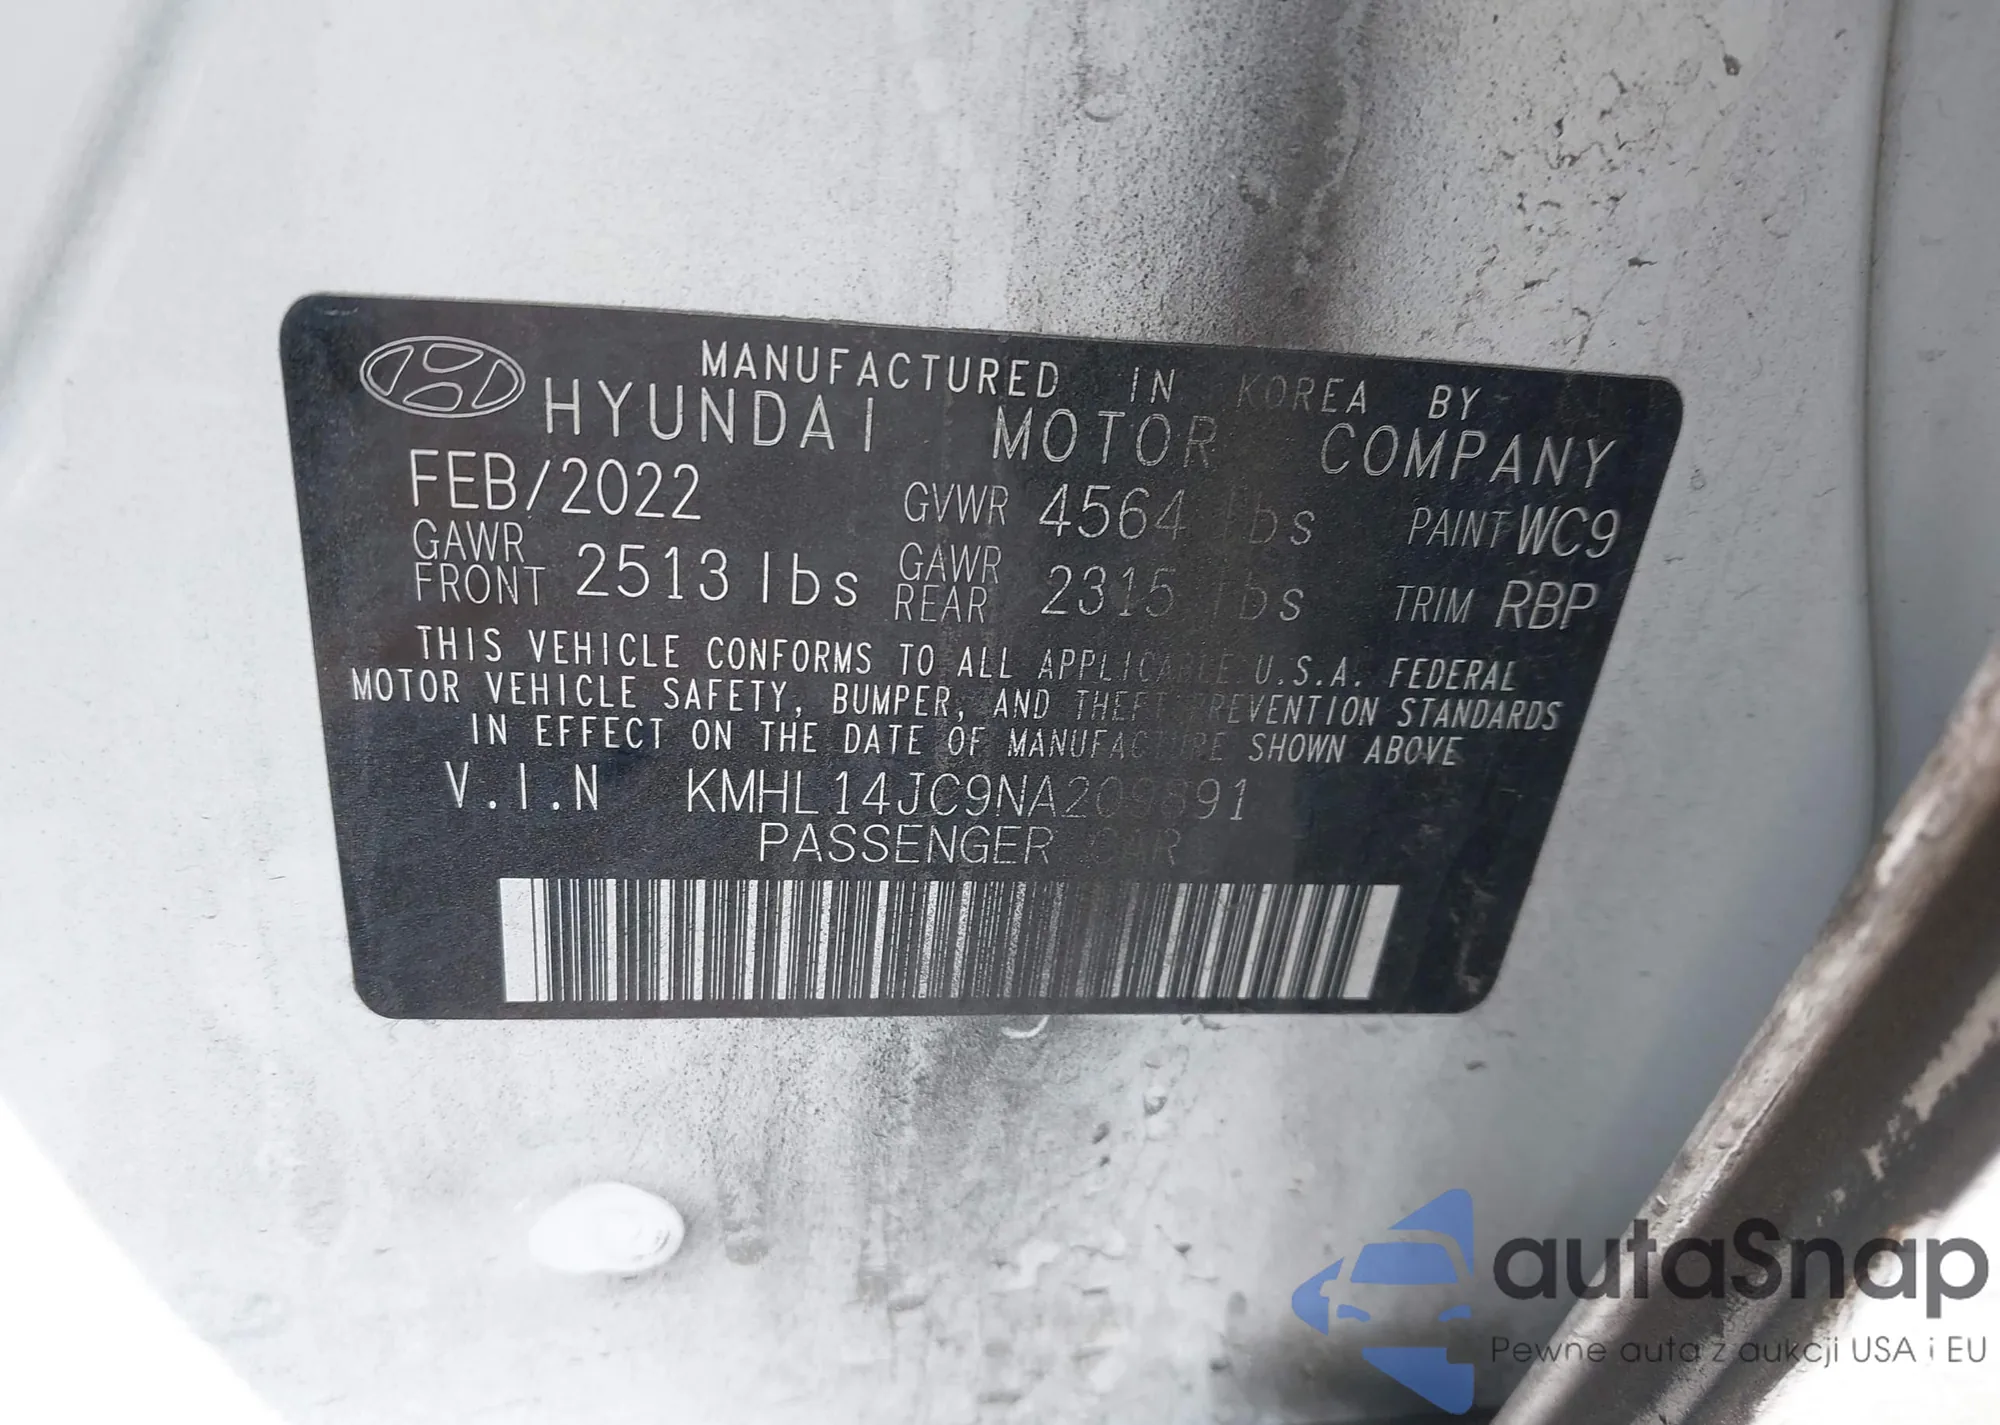 MANUFACTURED IN KOREA BY
HYUNDAI MOTOR COMPANY
FEB/2022 GVWR 4564 lbs PAINT WC9
GAWR FRONT 2513 lbs GAWR REAR 2315 lbs TRIM RBP
THIS VEHICLE CONFORMS TO ALL APPLICABLE U.S.A. FEDERAL
MOTOR VEHICLE SAFETY, BUMPER, AND THEFT PREVENTION STANDARDS
IN EFFECT ON THE DATE OF MANUFACTURE SHOWN ABOVE
V.I.N KMHL14JC9NA209891
PASSENGER CAR
autaSnap
Pewne auta z aukcji USA i EU